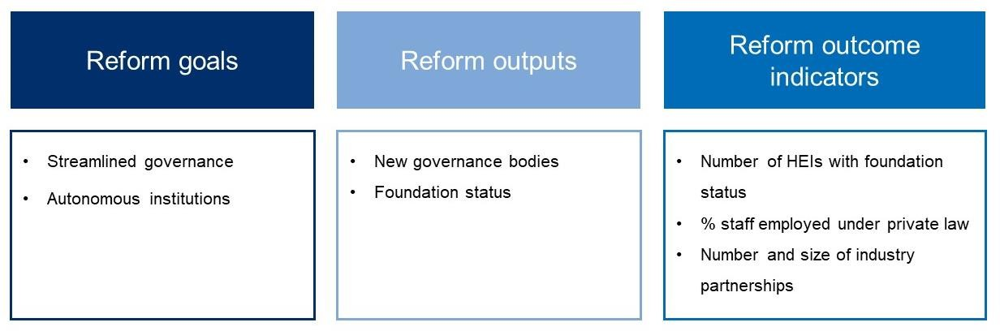 Reform goals
Reform outputs
Reform outcome
indicators
• Streamlined governance
• Autonomous institutions
• New governance bodies
• Foundation status
• Number of HEIs with foundation
status
• % staff employed under private law
• Number and size of industry
partnerships